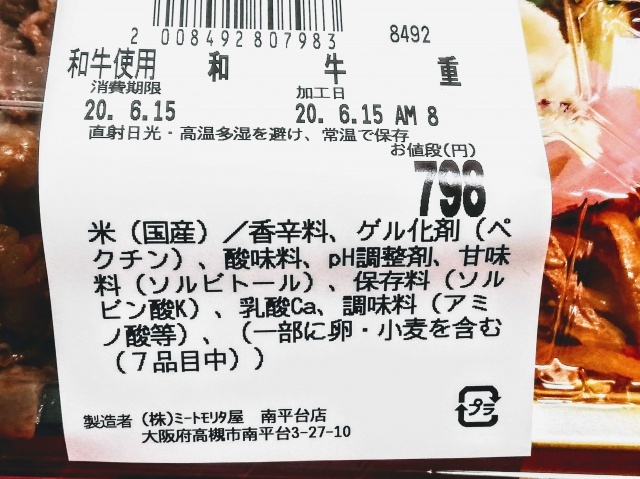 2 008492 807983
8492
和牛使用 和 牛 重
消費期限 加工日
20. 6.15 20. 6.15 AM 8
直射日光・高温多湿を避け、常温で保存
お値段(円)
798
米（国産）／香辛料、ゲル化剤（ペ
クチン）、酸味料、pH調整剤、甘味
料（ソルビトール）、保存料（ソル
ビン酸K）、乳酸Ca、調味料（アミ
ノ酸等）、（一部に卵・小麦を含む
（７品目中））
プラ
製造者 (株)ミートモリタ屋 南平台店
大阪府高槻市南平台3-27-10